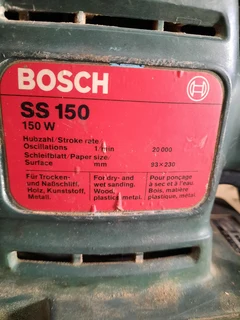 BOSCH
SS 150
150 W
Hubzahl/Stroke rate/
Oscillations 1/min 20 000
Schleifblatt/Paper size/
Surface mm 93×230
Für Trocken- For dry- and Pour ponçage
und Naßschliff. wet sanding. à sec et à l'eau.
Holz, Kunststoff, Wood, Bois, matière
Metall. plastics, metal. plastique, métal.